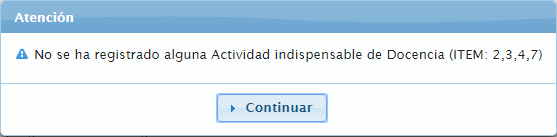 Atención
No se ha registrado alguna Actividad indispensable de Docencia (ITEM: 2,3,4,7)
Continuar